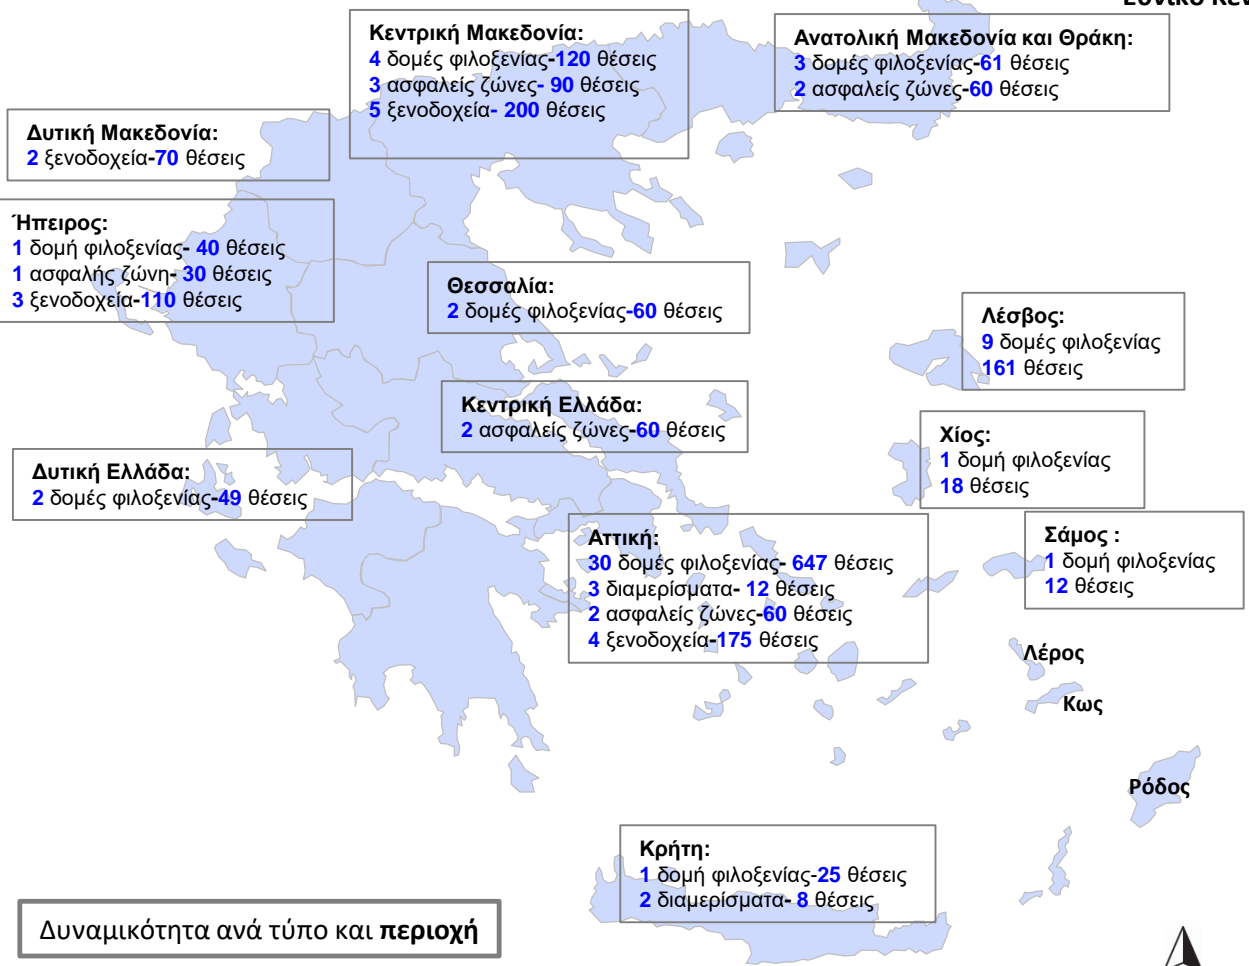 Εθνικό Κέν
Κεντρική Μακεδονία:
4 δομές φιλοξενίας-120 θέσεις
3 ασφαλείς ζώνες- 90 θέσεις
5 ξενοδοχεία- 200 θέσεις
Ανατολική Μακεδονία και Θράκη:
3 δομές φιλοξενίας-61 θέσεις
2 ασφαλείς ζώνες-60 θέσεις
Δυτική Μακεδονία:
2 ξενοδοχεία-70 θέσεις
Ήπειρος:
1 δομή φιλοξενίας- 40 θέσεις
1 ασφαλής ζώνη- 30 θέσεις
3 ξενοδοχεία-110 θέσεις
Θεσσαλία:
2 δομές φιλοξενίας-60 θέσεις
Λέσβος:
9 δομές φιλοξενίας
161 θέσεις
Κεντρική Ελλάδα:
2 ασφαλείς ζώνες-60 θέσεις
Χίος:
1 δομή φιλοξενίας
18 θέσεις
Δυτική Ελλάδα:
2 δομές φιλοξενίας-49 θέσεις
Αττική:
30 δομές φιλοξενίας- 647 θέσεις
3 διαμερίσματα- 12 θέσεις
2 ασφαλείς ζώνες-60 θέσεις
4 ξενοδοχεία-175 θέσεις
Σάμος :
1 δομή φιλοξενίας
12 θέσεις
Λέρος
Κως
Ρόδος
Κρήτη:
1 δομή φιλοξενίας-25 θέσεις
2 διαμερίσματα- 8 θέσεις
Δυναμικότητα ανά τύπο και περιοχή